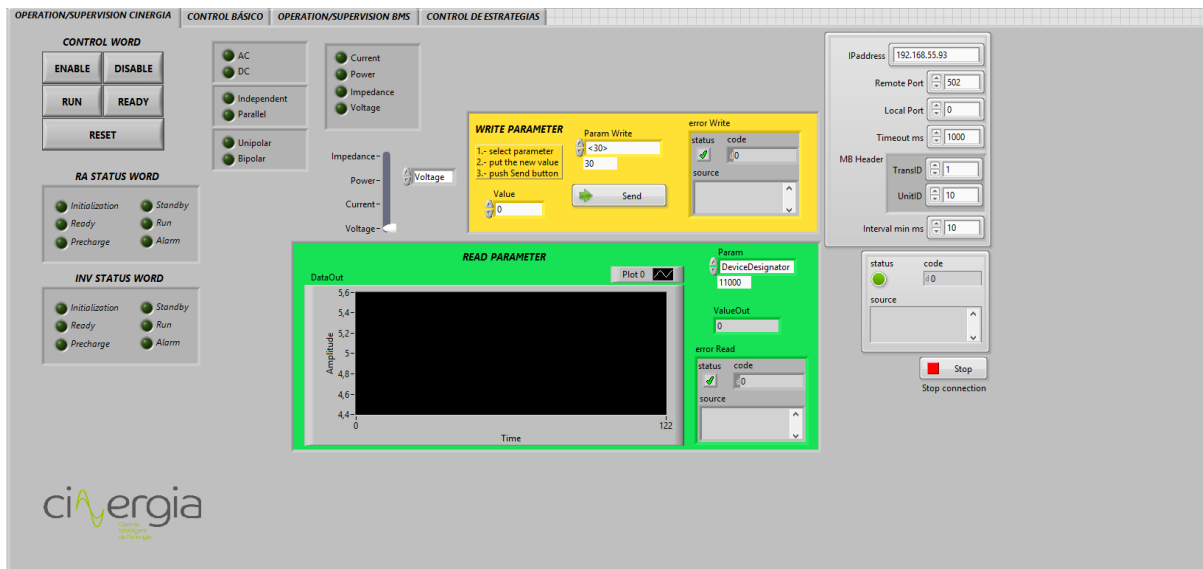 OPERATION/SUPERVISION CINERGIA
CONTROL BÁSICO
OPERATION/SUPERVISION BMS
CONTROL DE ESTRATEGIAS
CONTROL WORD
ENABLE
DISABLE
RUN
READY
RESET
RA STATUS WORD
Initialization
Standby
Ready
Run
Precharge
Alarm
INV STATUS WORD
Initialization
Standby
Ready
Run
Precharge
Alarm
AC
DC
Independent
Parallel
Unipolar
Bipolar
Current
Power
Impedance
Voltage
Impedance
Power
Current
Voltage
Voltage
WRITE PARAMETER
1.- select parameter
2.- put the new value
3.- push Send button
Value
0
Param Write
<30>
30
Send
error Write
status
code
0
source
READ PARAMETER
DataOut
Plot 0
5,6
5,4
5,2
5
4,8
4,6
4,4
Amplitude
0
122
Time
Param
DeviceDesignator
11000
ValueOut
0
error Read
status
code
0
source
IPaddress
192.168.55.93
Remote Port
502
Local Port
0
Timeout ms
1000
MB Header
TransID
1
UnitID
10
Interval min ms
10
status
code
d 0
source
Stop
Stop connection
cinergia